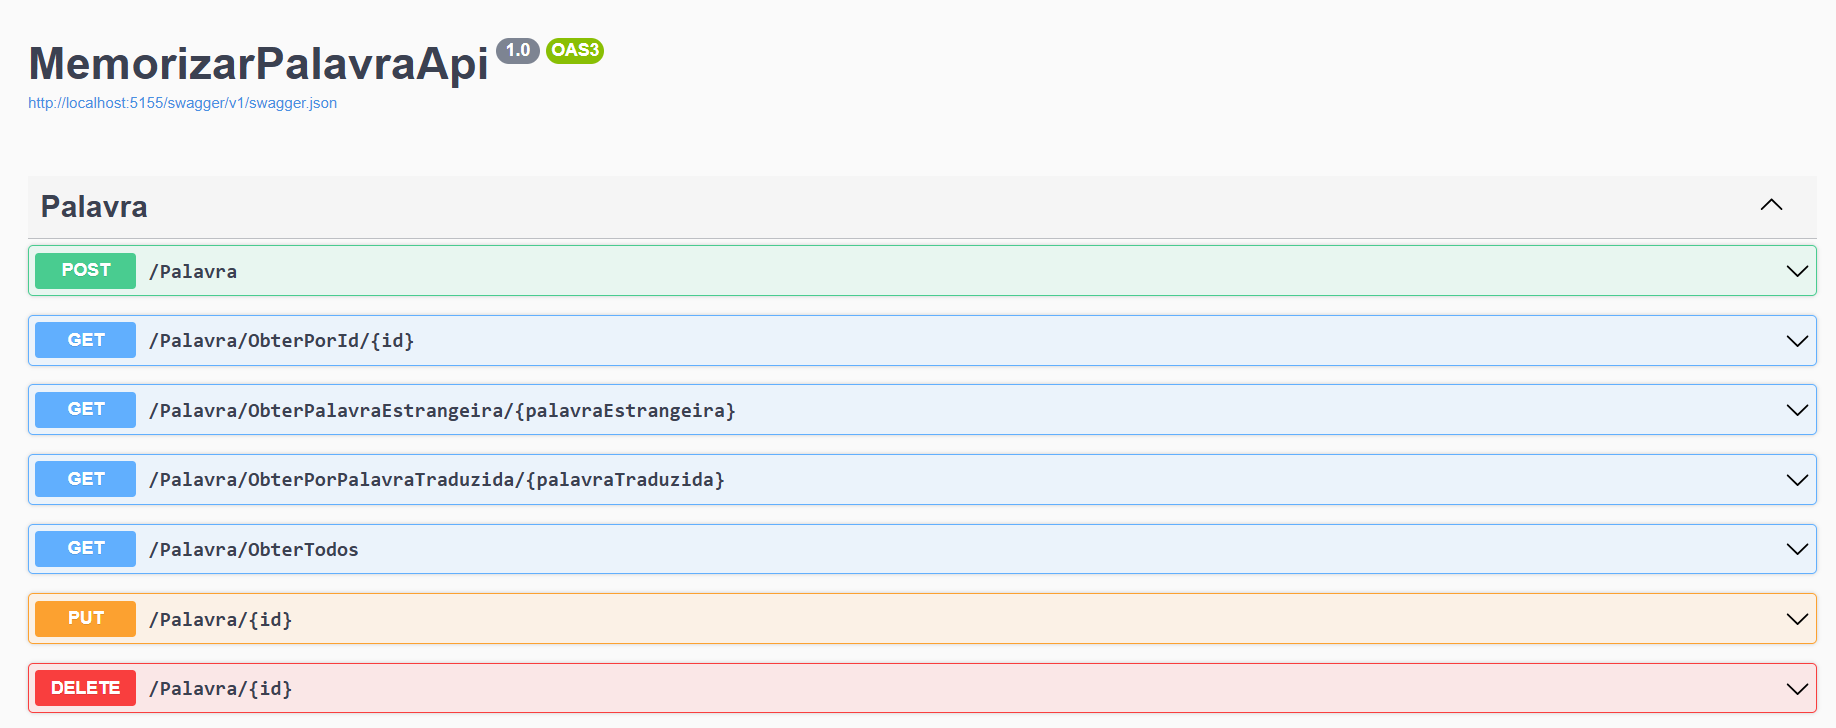 MemorizarPalavraApi 1.0 OAS3
http://localhost:5155/swagger/v1/swagger.json
Palavra
POST /Palavra
GET /Palavra/ObterPorId/{id}
GET /Palavra/ObterPalavraEstrangeira/{palavraEstrangeira}
GET /Palavra/ObterPorPalavraTraduzida/{palavraTraduzida}
GET /Palavra/ObterTodos
PUT /Palavra/{id}
DELETE /Palavra/{id}